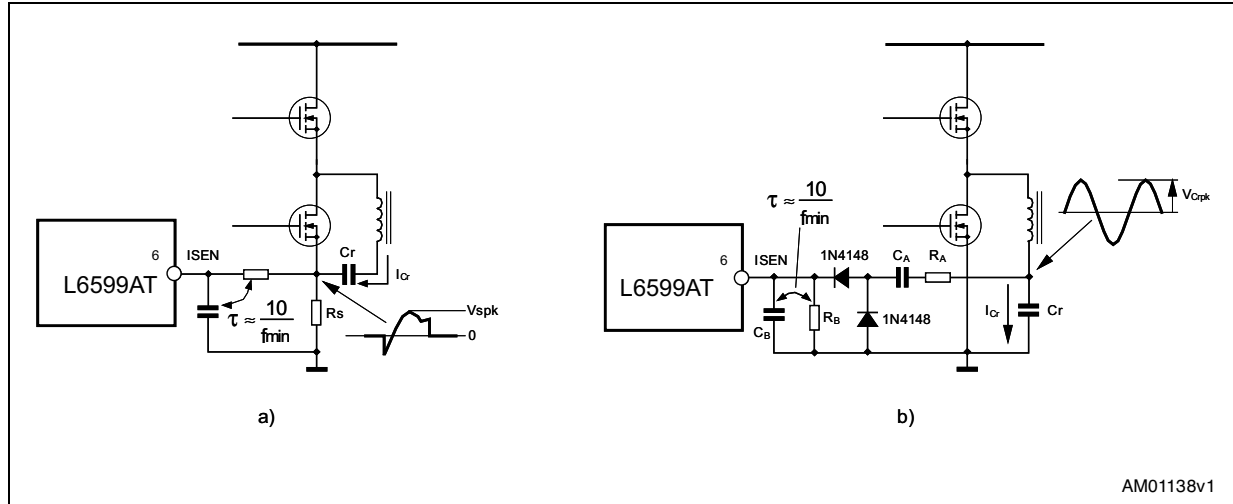 L6599AT
6
ISEN
τ ≈ 10
fmin
Cr
ICr
Rs
Vspk
0
a)
L6599AT
6
ISEN
τ ≈ 10
fmin
CB
RB
1N4148
1N4148
CA
RA
ICr
Cr
VCrpk
b)
AM01138v1